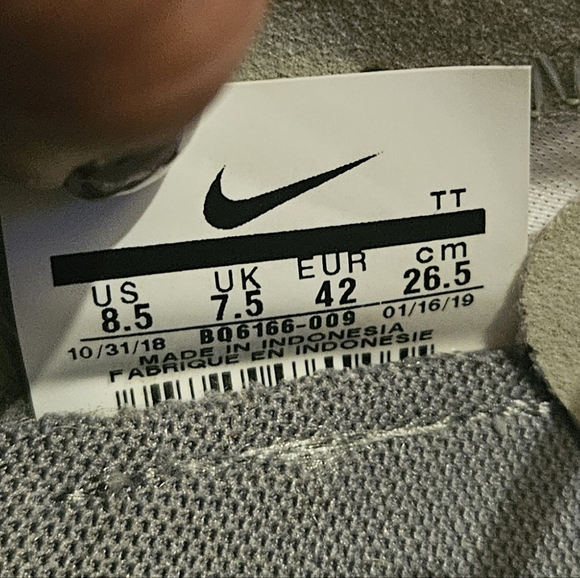 TT
US UK EUR cm
8.5 7.5 42 26.5
10/31/18 BQ6166-009 01/16/19
MADE IN INDONESIA
FABRIQUE EN INDONESIE